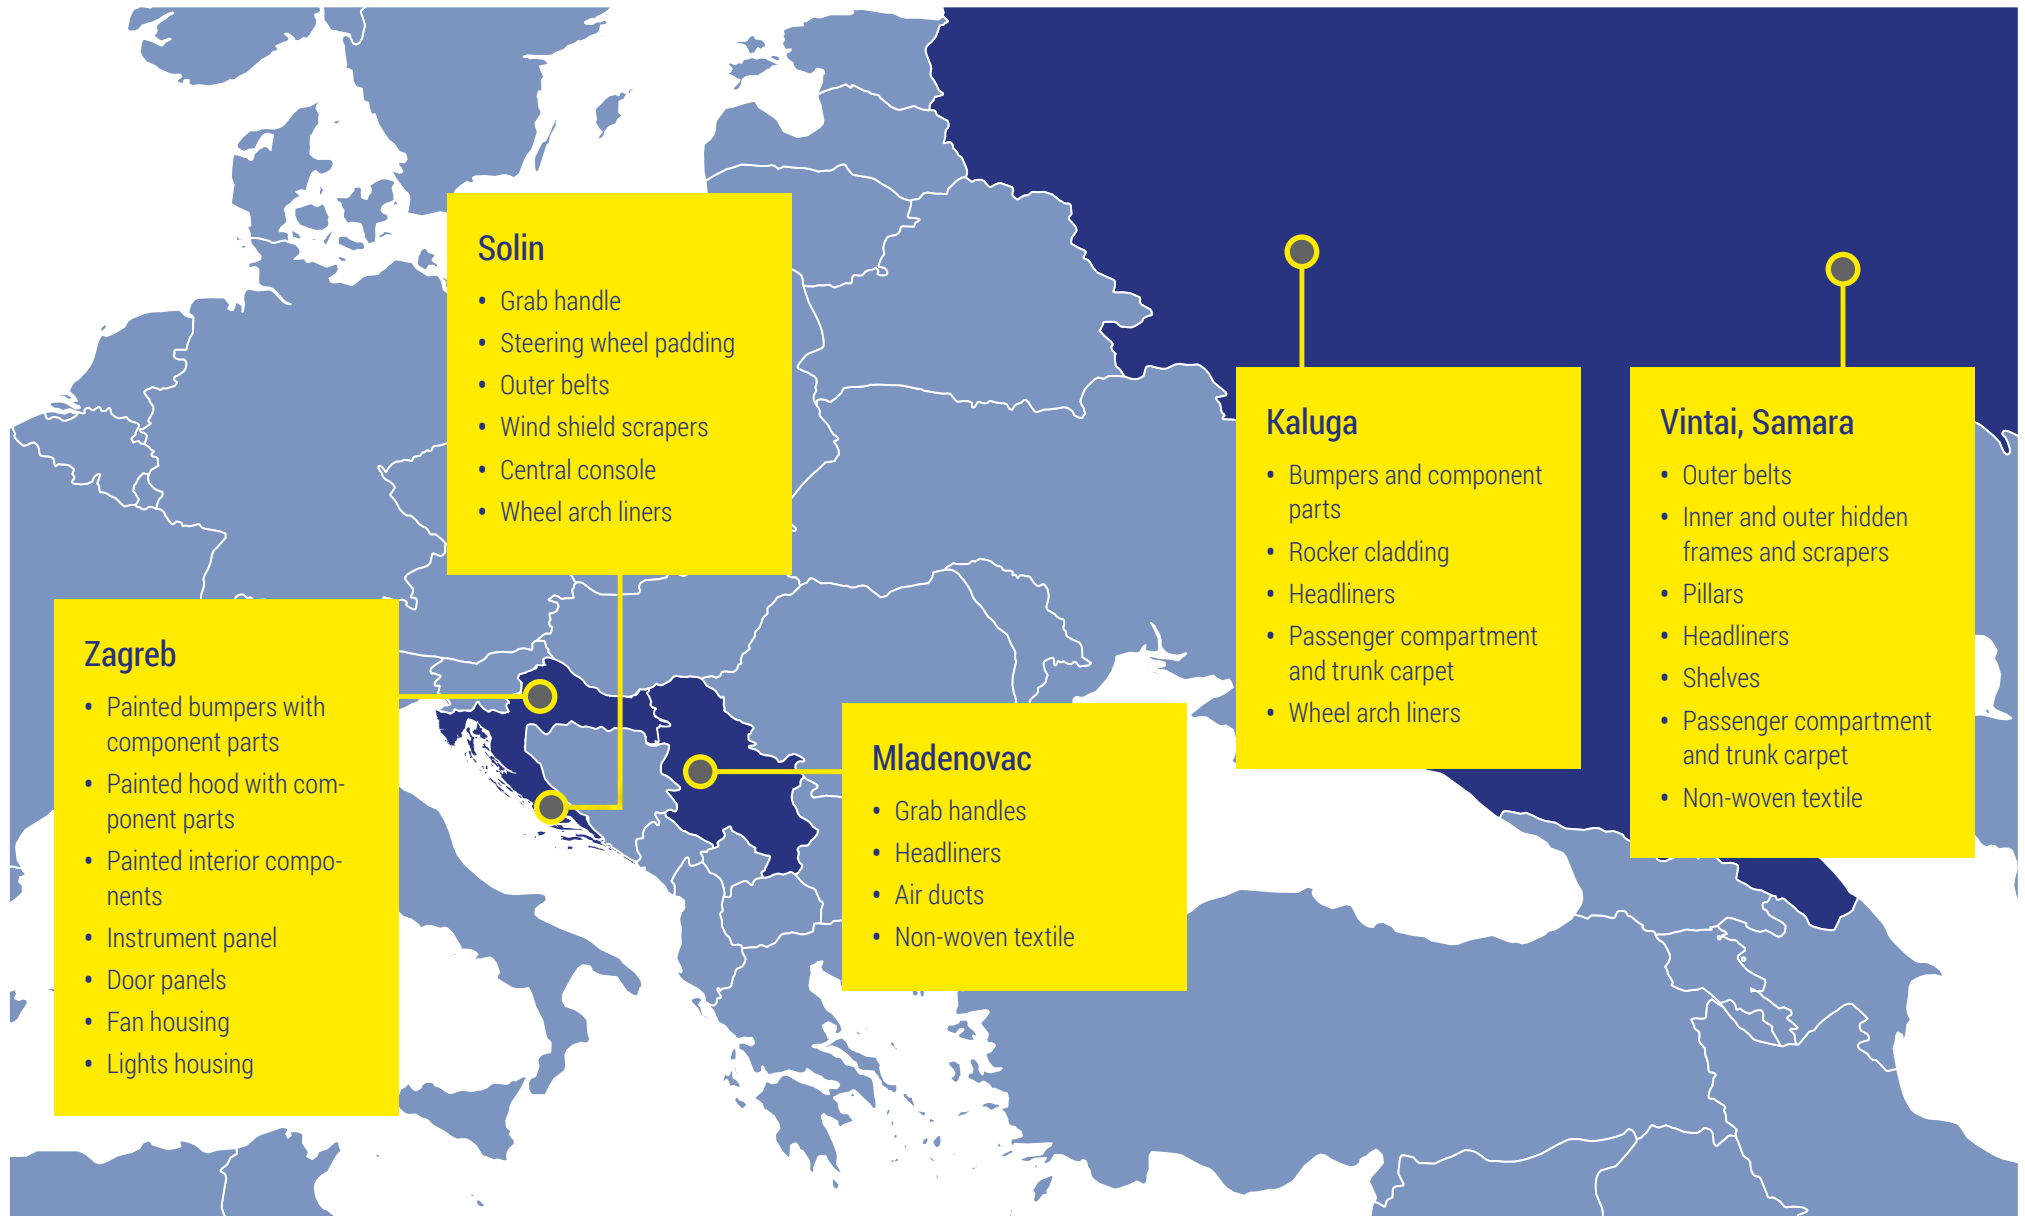 Solin
• Grab handle
• Steering wheel padding
• Outer belts
• Wind shield scrapers
• Central console
• Wheel arch liners
Zagreb
• Painted bumpers with
component parts
• Painted hood with com-
ponent parts
• Painted interior compo-
nents
• Instrument panel
• Door panels
• Fan housing
• Lights housing
Mladenovac
• Grab handles
• Headliners
• Air ducts
• Non-woven textile
Kaluga
• Bumpers and component
parts
• Rocker cladding
• Headliners
• Passenger compartment
and trunk carpet
• Wheel arch liners
Vintai, Samara
• Outer belts
• Inner and outer hidden
frames and scrapers
• Pillars
• Headliners
• Shelves
• Passenger compartment
and trunk carpet
• Non-woven textile